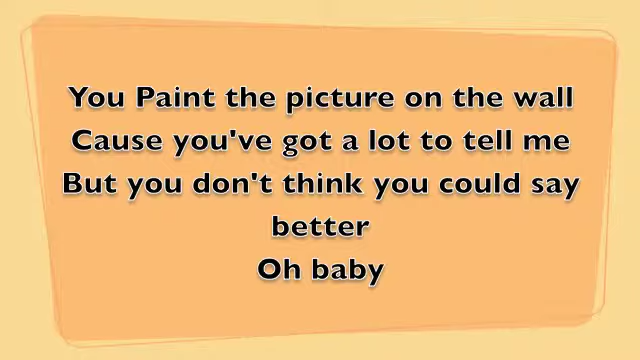 You Paint the picture on the wall
Cause you've got a lot to tell me
But you don't think you could say
better
Oh baby